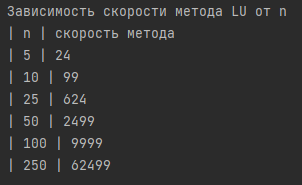 Зависимость скорости метода LU от n
| n | скорость метода
| 5 | 24
| 10 | 99
| 25 | 624
| 50 | 2499
| 100 | 9999
| 250 | 62499